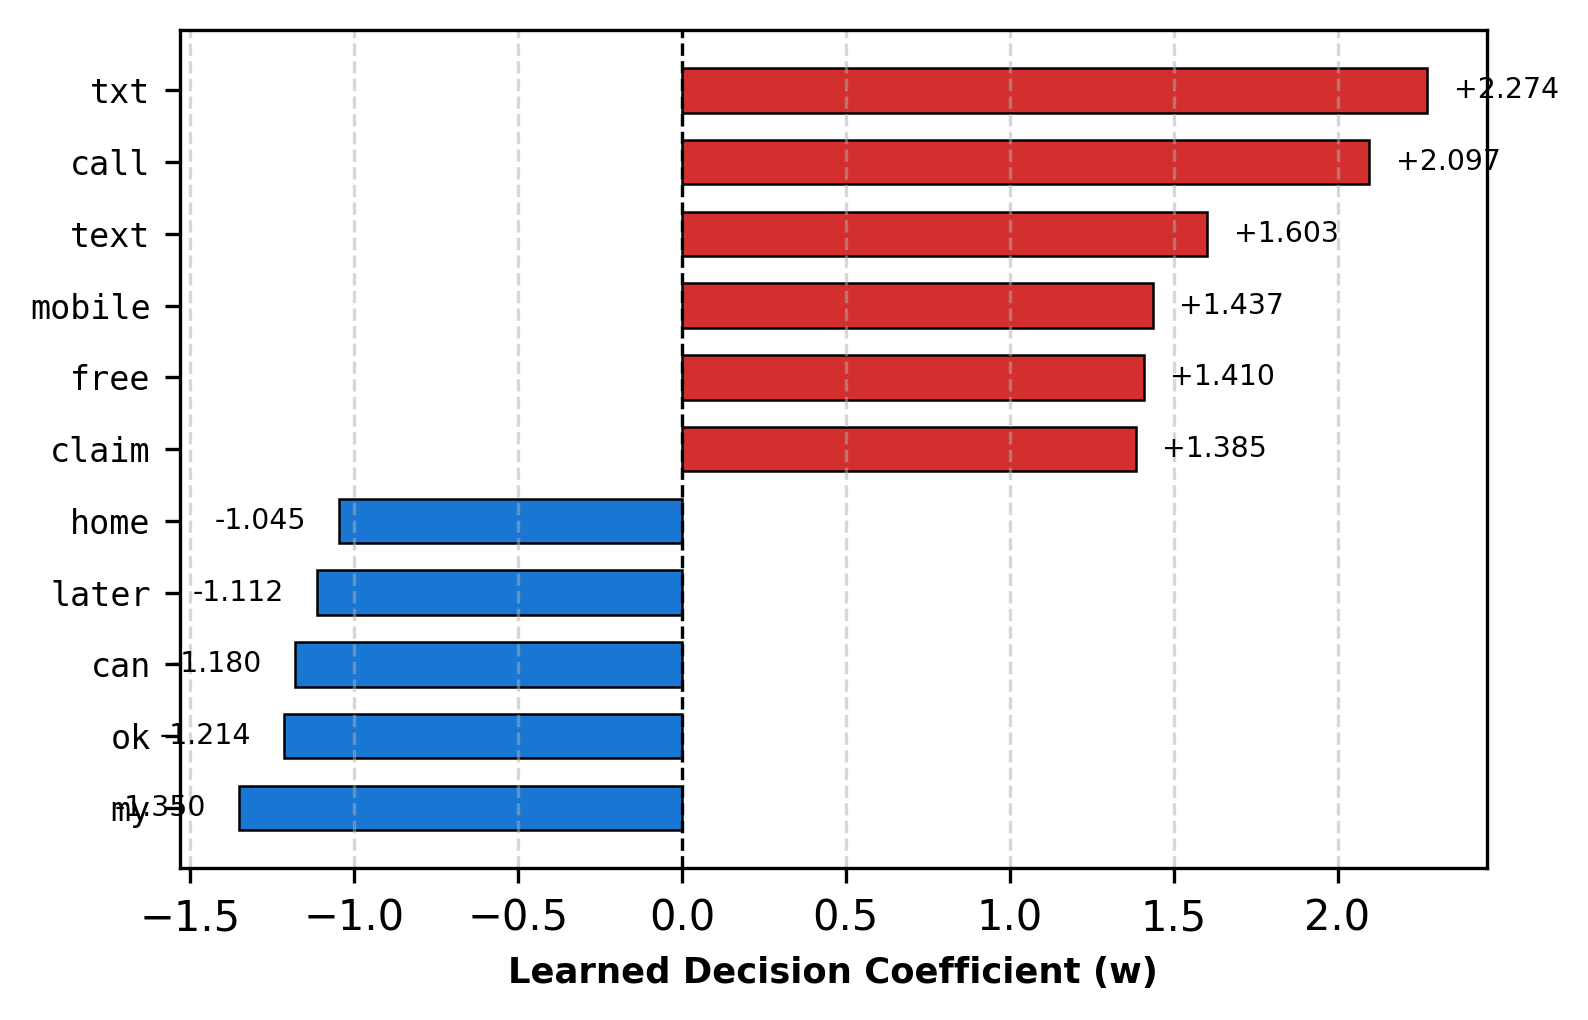 txt +2.274
call +2.097
text +1.603
mobile +1.437
free +1.410
claim +1.385
home -1.045
later -1.112
can -1.180
ok -1.214
my -1.350
−1.5 −1.0 −0.5 0.0 0.5 1.0 1.5 2.0
Learned Decision Coefficient (w)